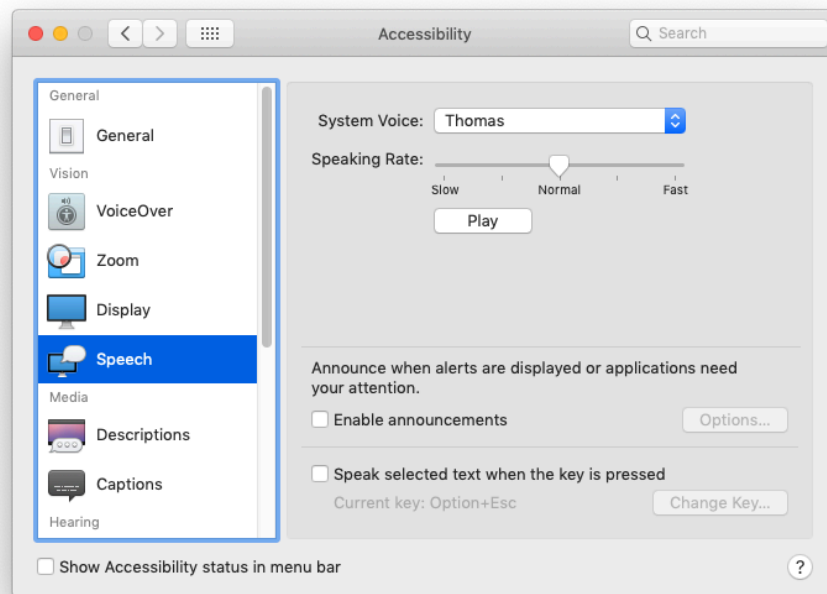 Accessibility
Search
General
General
Vision
VoiceOver
Zoom
Display
Speech
Media
Descriptions
Captions
Hearing
System Voice: Thomas
Speaking Rate:
Slow Normal Fast
Play
Announce when alerts are displayed or applications need
your attention.
Enable announcements Options...
Speak selected text when the key is pressed
Current key: Option+Esc Change Key...
Show Accessibility status in menu bar ?